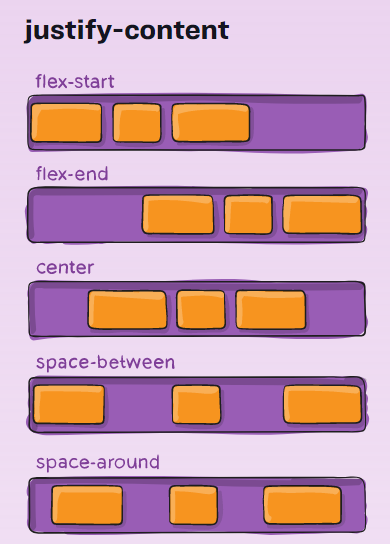 justify-content
flex-start
flex-end
center
space-between
space-around